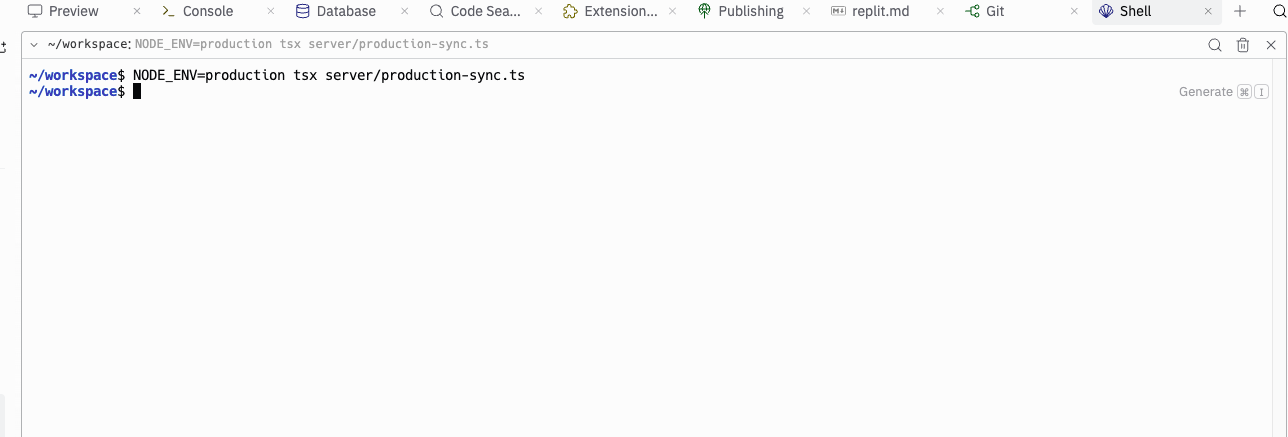 Preview Console Database Code Sea... Extension... Publishing replit.md Git Shell
~/workspace: NODE_ENV=production tsx server/production-sync.ts
~/workspace$ NODE_ENV=production tsx server/production-sync.ts
~/workspace$
Generate ⌘ I